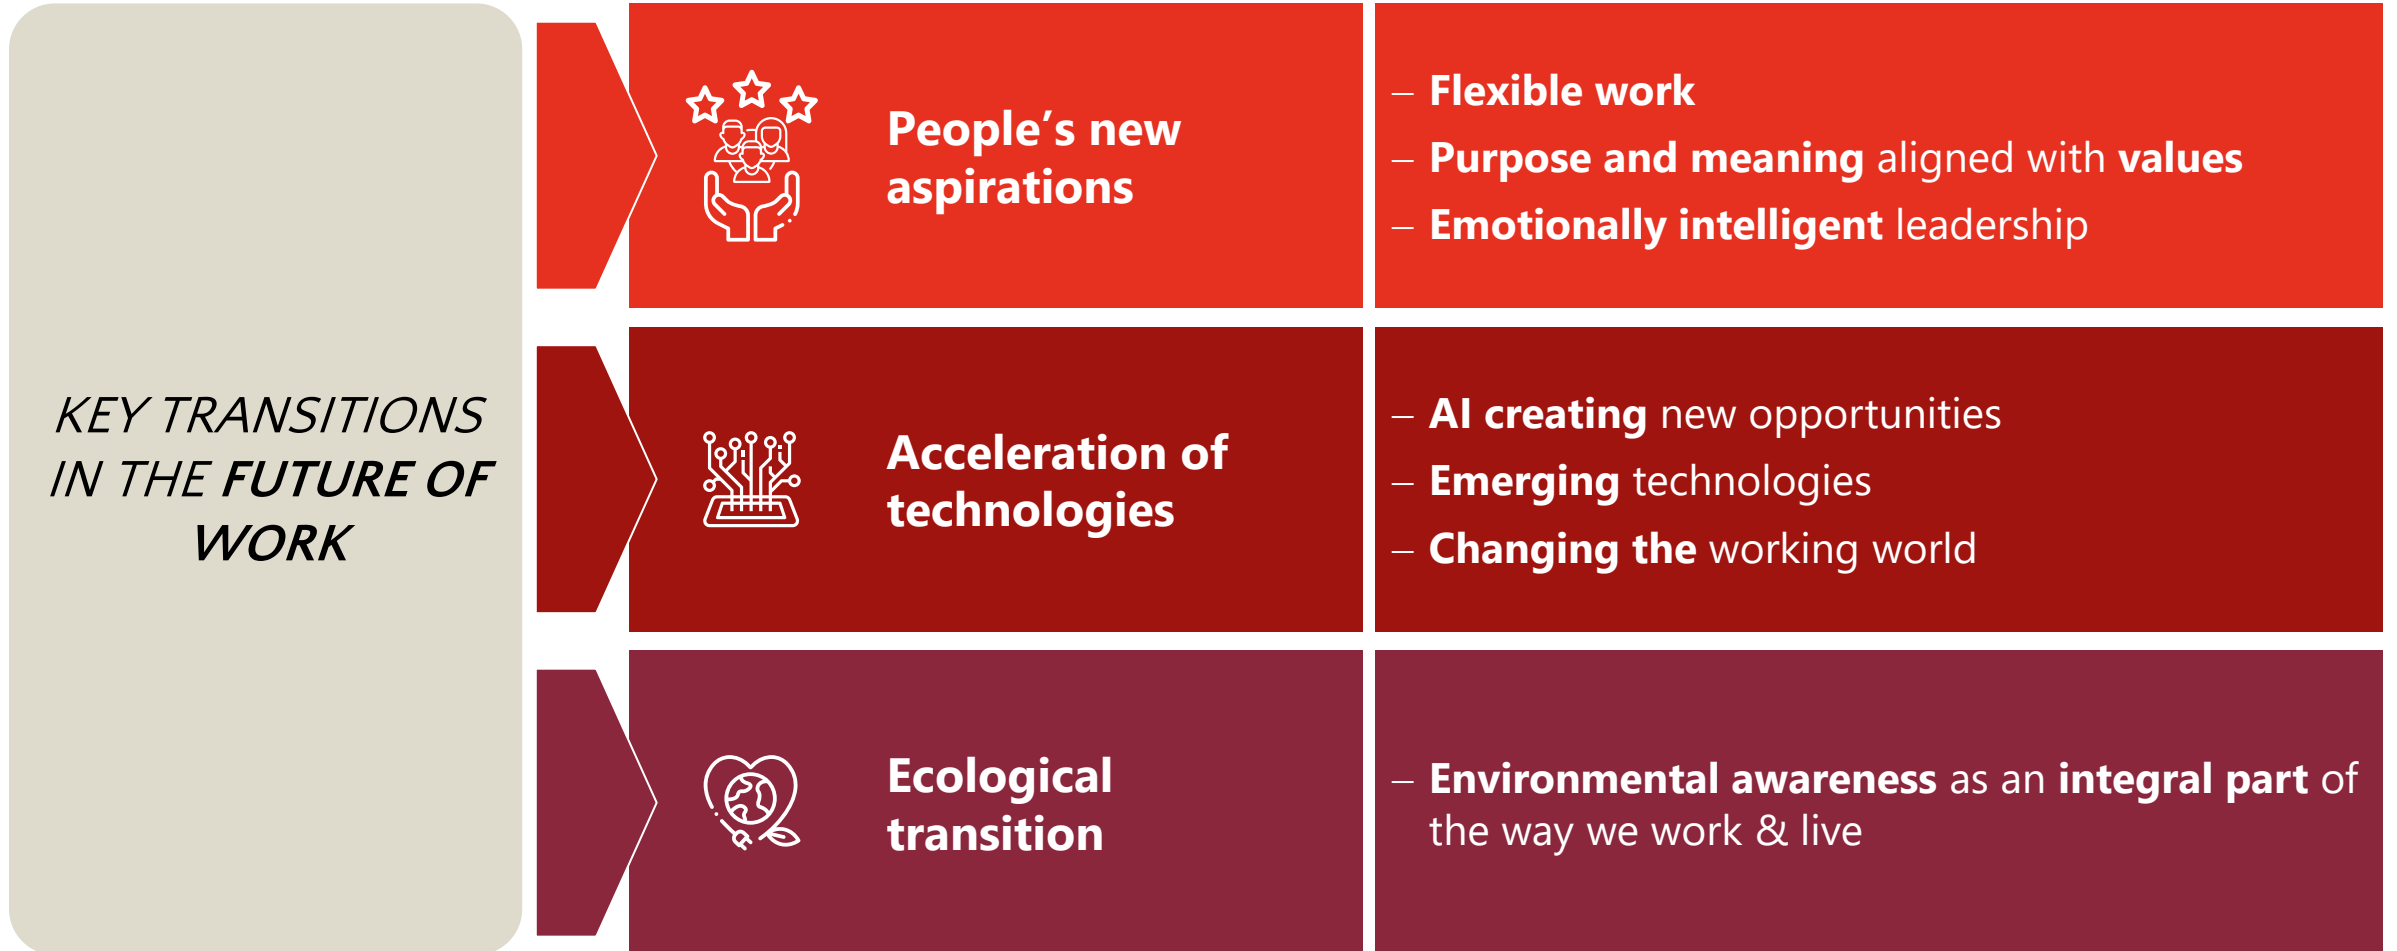 KEY TRANSITIONS
IN THE FUTURE OF
WORK
People’s new
aspirations
– Flexible work
– Purpose and meaning aligned with values
– Emotionally intelligent leadership
Acceleration of
technologies
– AI creating new opportunities
– Emerging technologies
– Changing the working world
Ecological
transition
– Environmental awareness as an integral part of
the way we work & live